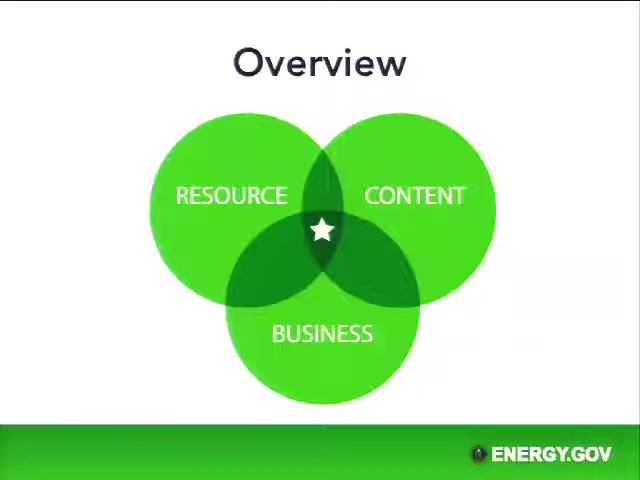 Overview
RESOURCE
CONTENT
BUSINESS
ENERGY.GOV